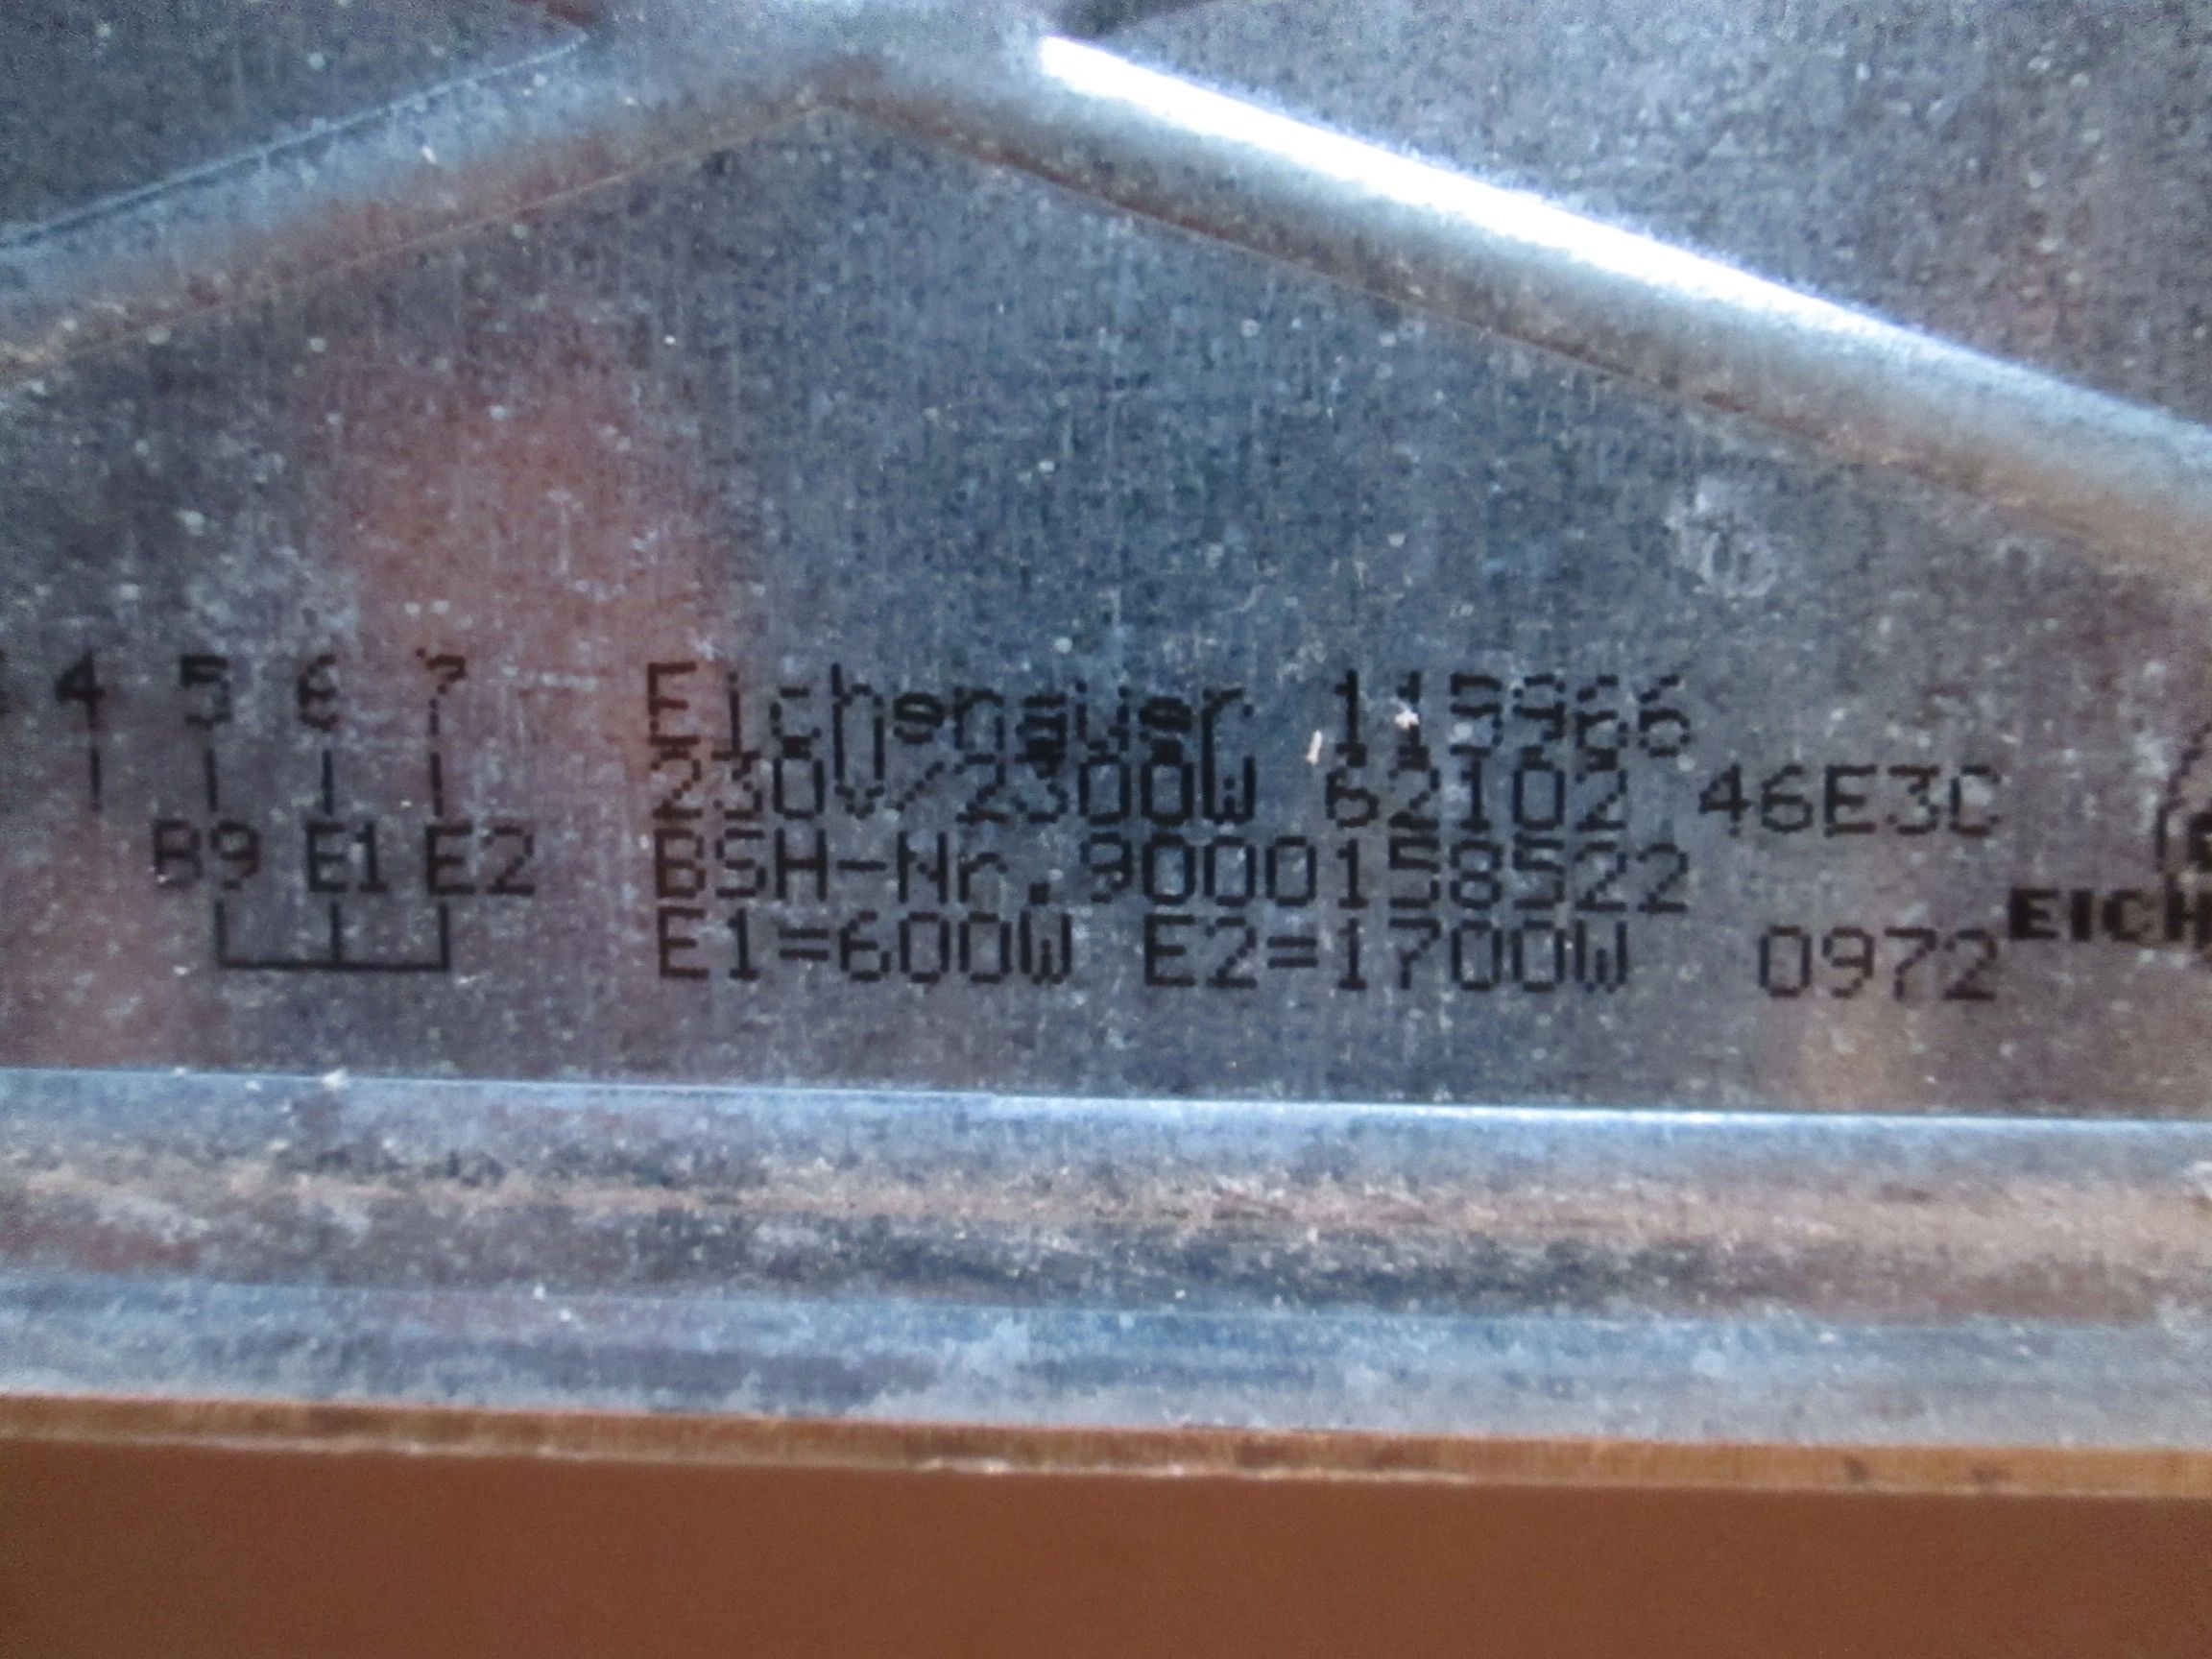 4 5 6 7
B9 E1 E2
Eichenauer 115966
230V/2300W 62102 46E3C
BSH-Nr.9000158522
E1=600W E2=1700W 0972
EICH